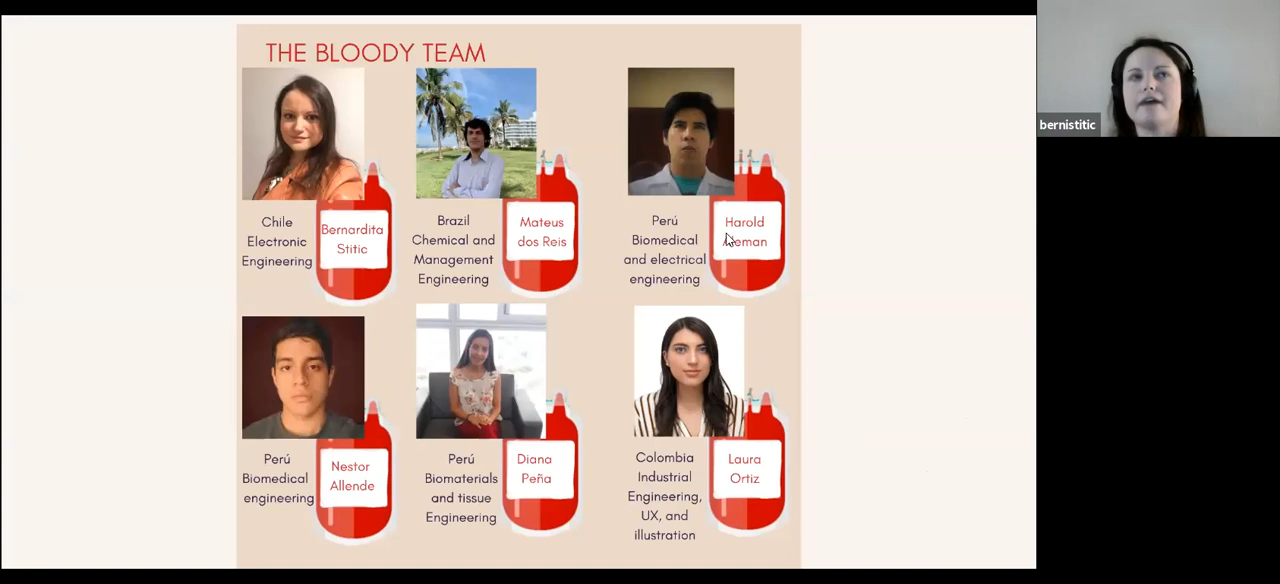 THE BLOODY TEAM
bernistitic
Chile
Electronic
Engineering
Bernardita
Stitic
Brazil
Chemical and
Management
Engineering
Mateus
dos Reis
Perú
Biomedical
and electrical
engineering
Harold
Perú
Biomedical
engineering
Nestor
Allende
Perú
Biomaterials
and tissue
Engineering
Diana
Peña
Colombia
Industrial
Engineering,
UX, and
illustration
Laura
Ortiz